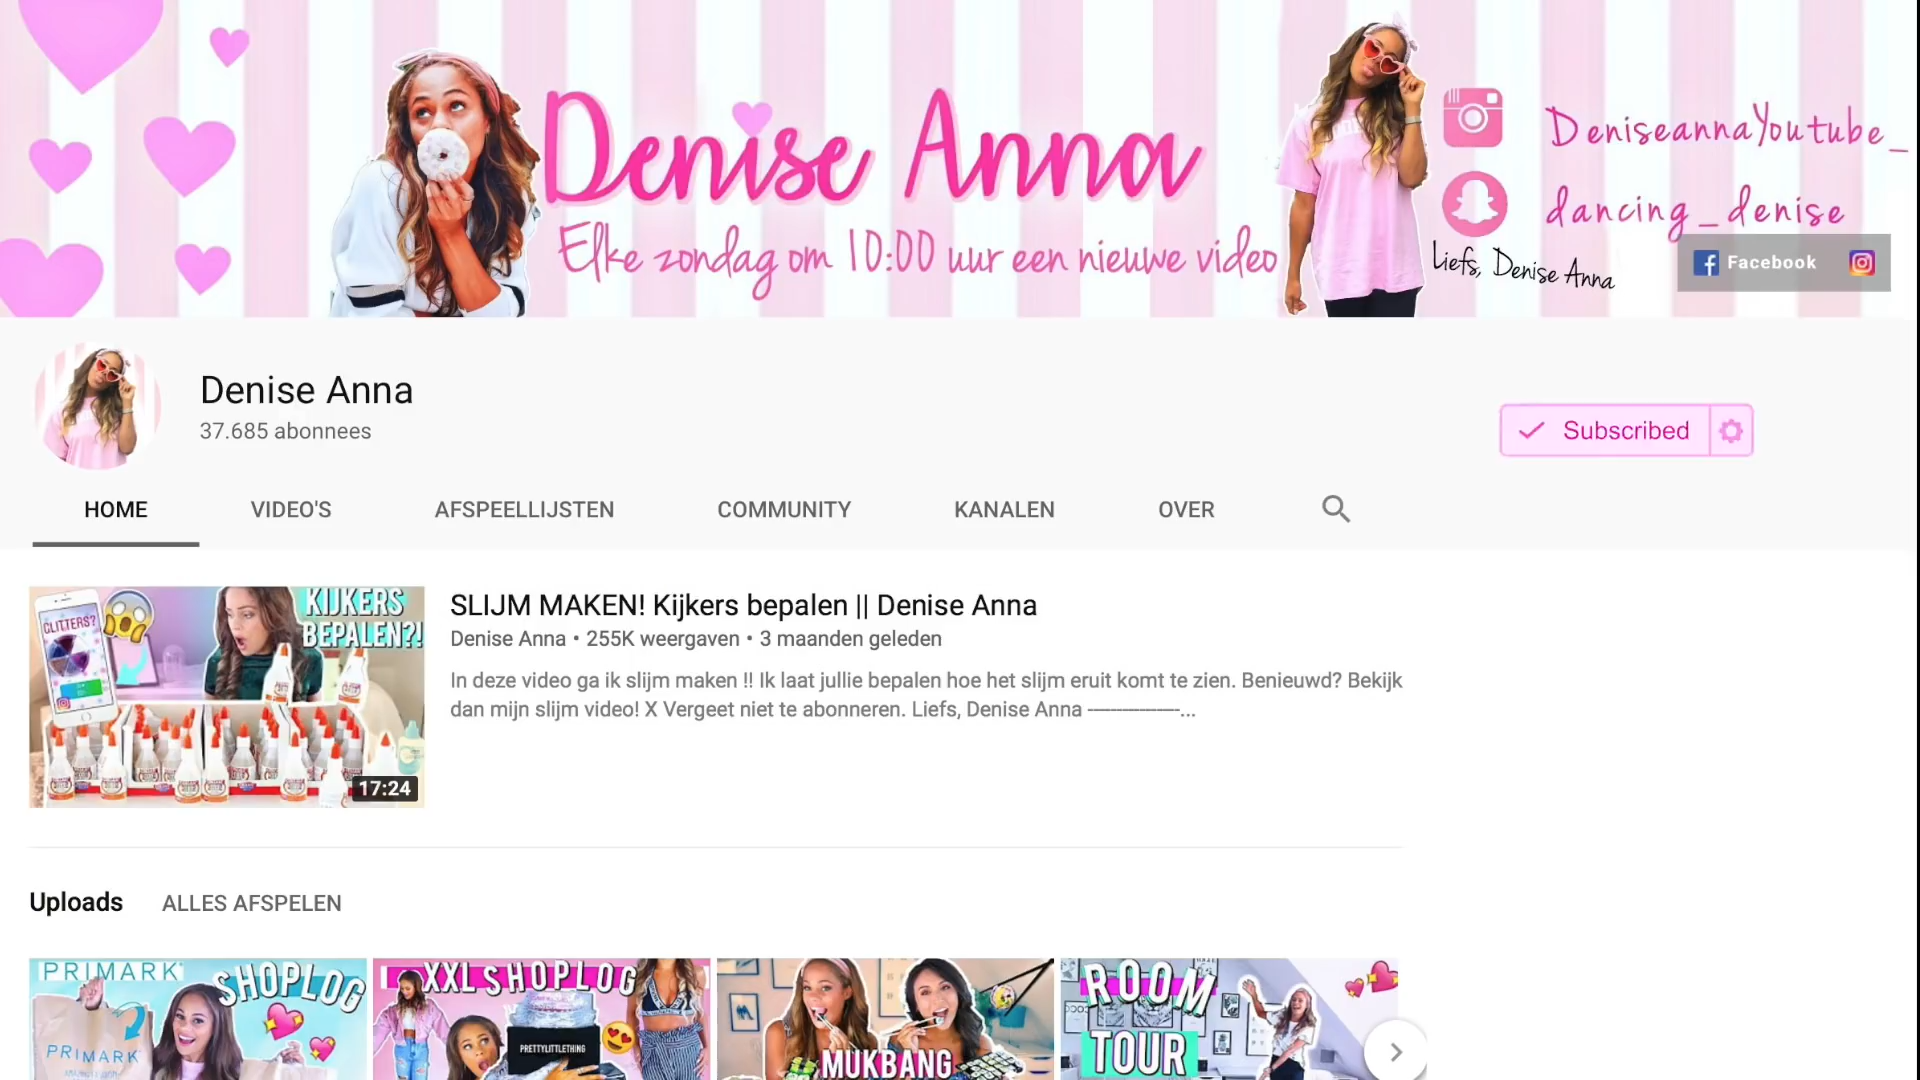 Denise Anna
Elke zondag om 10:00 uur een nieuwe video
DeniseannaYoutube_
dancing_denise
Liefs, Denise Anna
Facebook
Denise Anna
37.685 abonnees
Subscribed
HOME VIDEO'S AFSPEELLIJSTEN COMMUNITY KANALEN OVER
KIJKERS
BEPALEN?!
GLITTERS?
17:24
SLIJM MAKEN! Kijkers bepalen || Denise Anna
Denise Anna • 255K weergaven • 3 maanden geleden
In deze video ga ik slijm maken !! Ik laat jullie bepalen hoe het slijm eruit komt te zien. Benieuwd? Bekijk
dan mijn slijm video! X Vergeet niet te abonneren. Liefs, Denise Anna -----------------...
Uploads ALLES AFSPELEN
PRIMARK
SHOPLOG
PRIMARK
XXL SHOPLOG
PRETTYLITTLETHING
MUKBANG
ROOM
TOUR